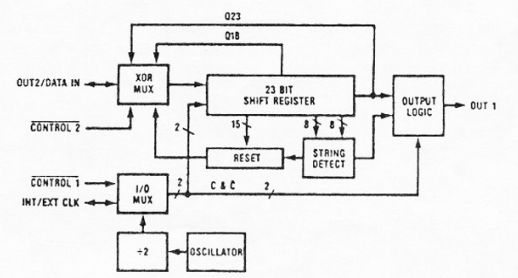 Q23
Q18
OUT2/DATA IN
XOR
MUX
23 BIT
SHIFT REGISTER
OUTPUT
LOGIC
OUT 1
CONTROL 2
2
15
8
8
RESET
STRING
DETECT
CONTROL 1
INT/EXT CLK
I/O
MUX
2
C & C̄
2
÷2
OSCILLATOR